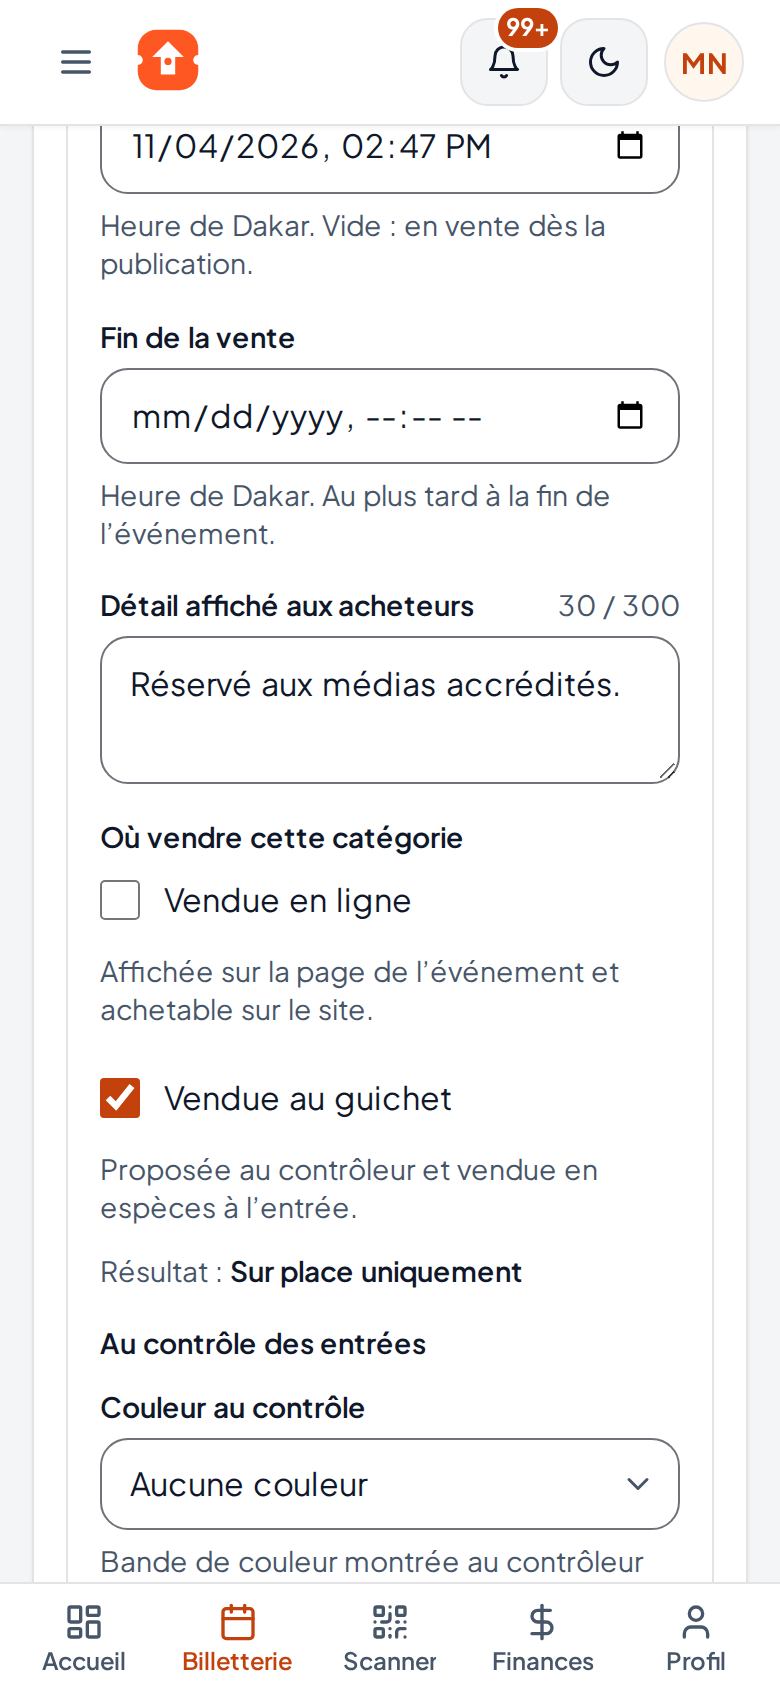 99+
MN
11/04/2026, 02:47 PM
Heure de Dakar. Vide : en vente dès la
publication.
Fin de la vente
mm/dd/yyyy, --:-- --
Heure de Dakar. Au plus tard à la fin de
l’événement.
Détail affiché aux acheteurs 30 / 300
Réservé aux médias accrédités.
Où vendre cette catégorie
Vendue en ligne
Affichée sur la page de l’événement et
achetable sur le site.
Vendue au guichet
Proposée au contrôleur et vendue en
espèces à l’entrée.
Résultat : Sur place uniquement
Au contrôle des entrées
Couleur au contrôle
Aucune couleur
Bande de couleur montrée au contrôleur
Accueil Billetterie Scanner Finances Profil